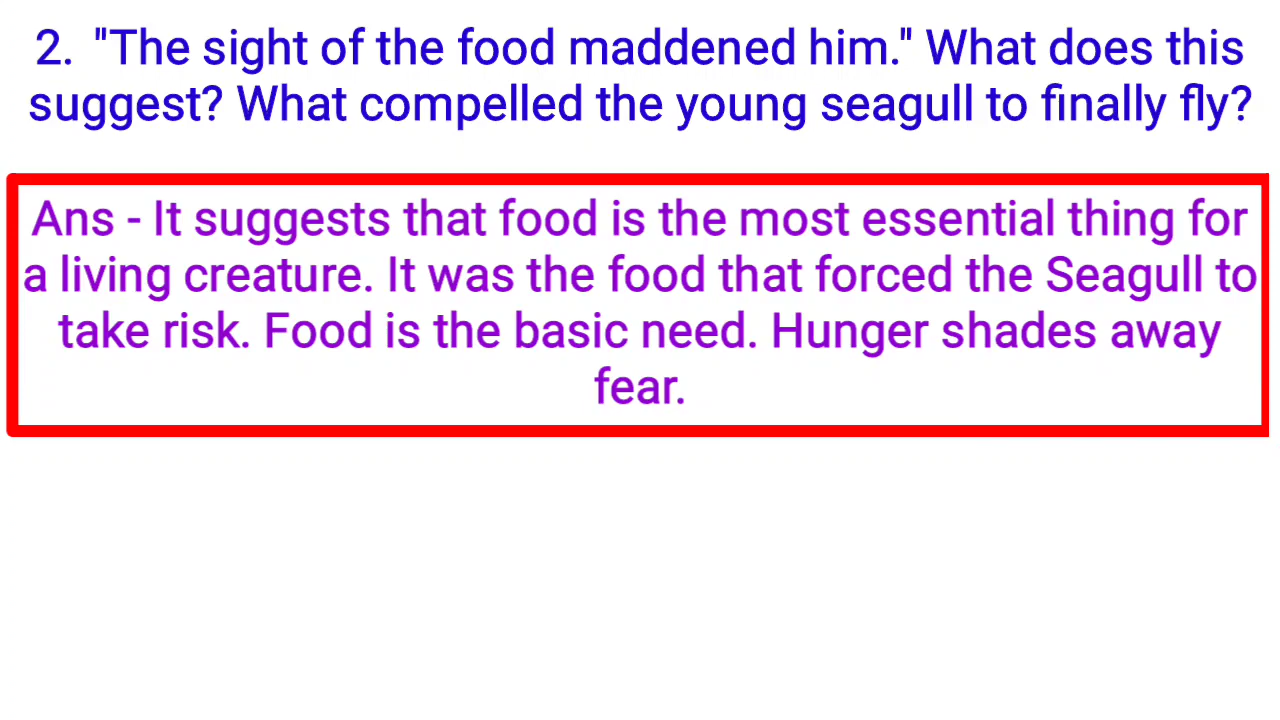 2. "The sight of the food maddened him." What does this
suggest? What compelled the young seagull to finally fly?
Ans - It suggests that food is the most essential thing for
a living creature. It was the food that forced the Seagull to
take risk. Food is the basic need. Hunger shades away
fear.